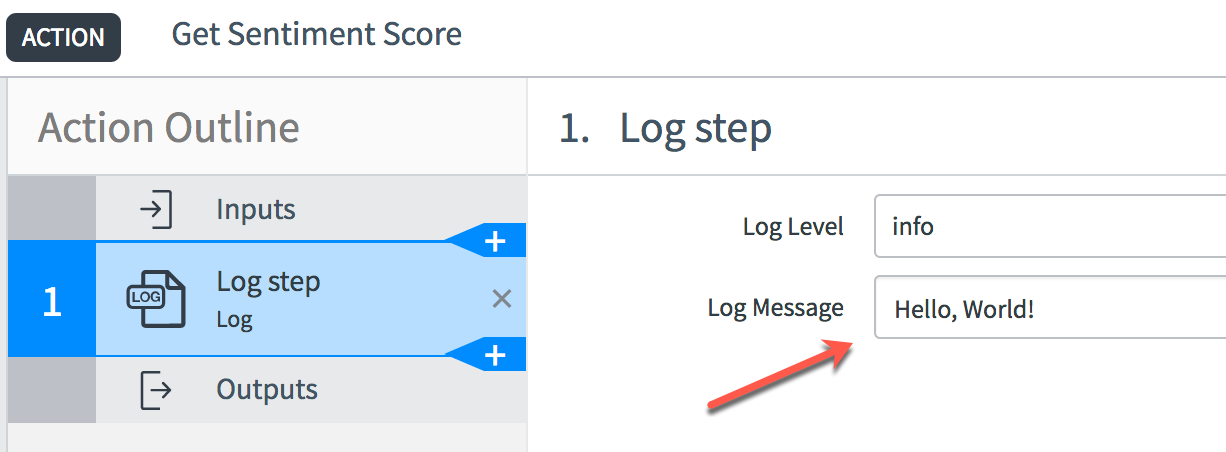 ACTION Get Sentiment Score
Action Outline
1. Log step
Inputs
+
1
LOG
Log step
Log
×
+
Outputs
Log Level info
Log Message Hello, World!